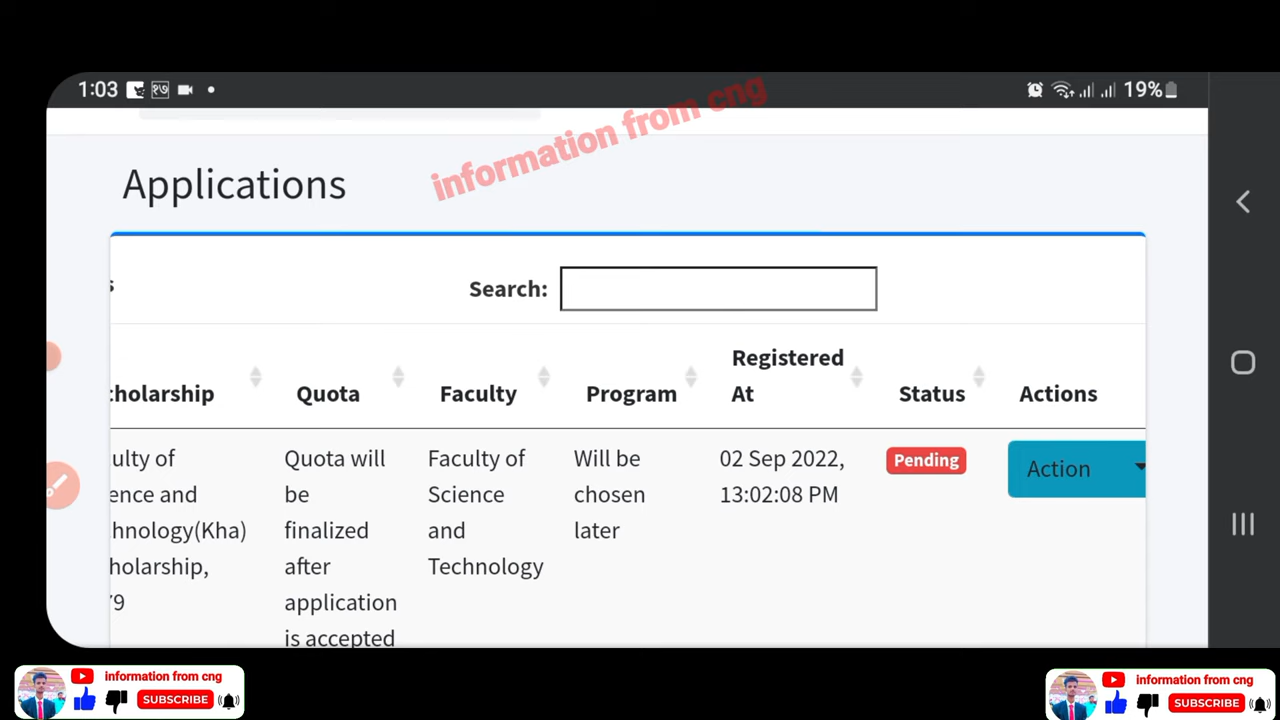 1:03 १७ 19%
information from cng
Applications
s
Search:
Registered
cholarship Quota Faculty Program At Status Actions
ulty of Quota will Faculty of Will be 02 Sep 2022, Pending Action
ence and be Science chosen 13:02:08 PM
hnology(Kha) finalized and later
holarship, after Technology
79 application
is accepted
information from cng
SUBSCRIBE
information from cng
SUBSCRIBE